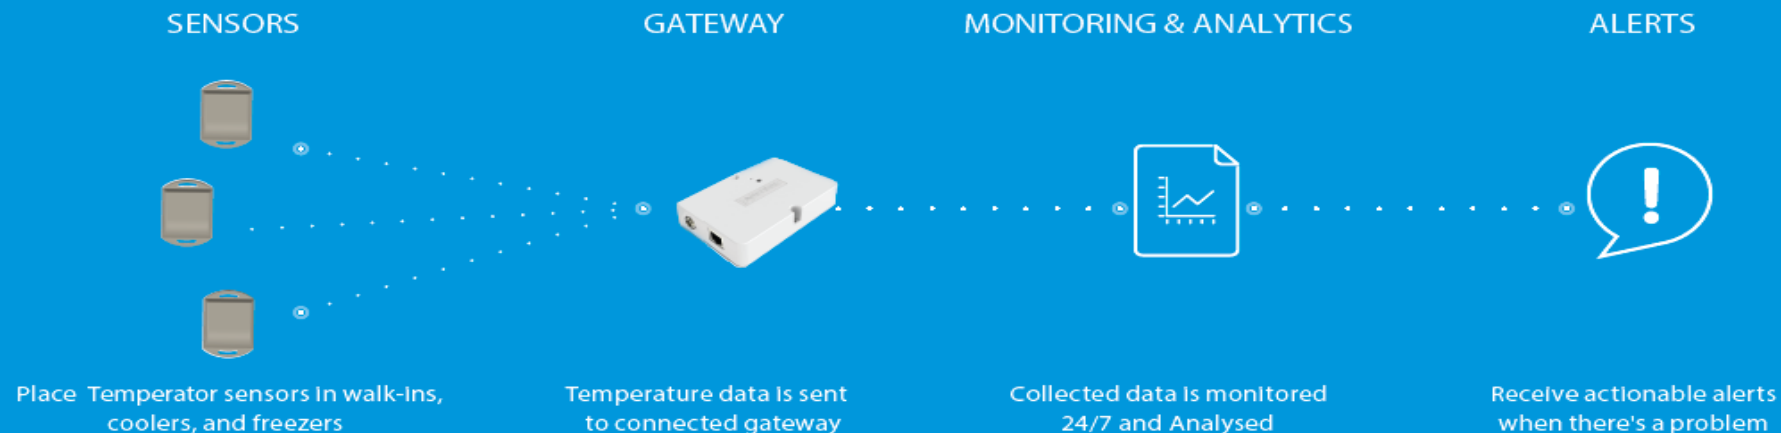 SENSORS
GATEWAY
MONITORING & ANALYTICS
ALERTS
Place Temperator sensors in walk-ins,
coolers, and freezers
Temperature data is sent
to connected gateway
Collected data is monitored
24/7 and Analysed
Receive actionable alerts
when there's a problem